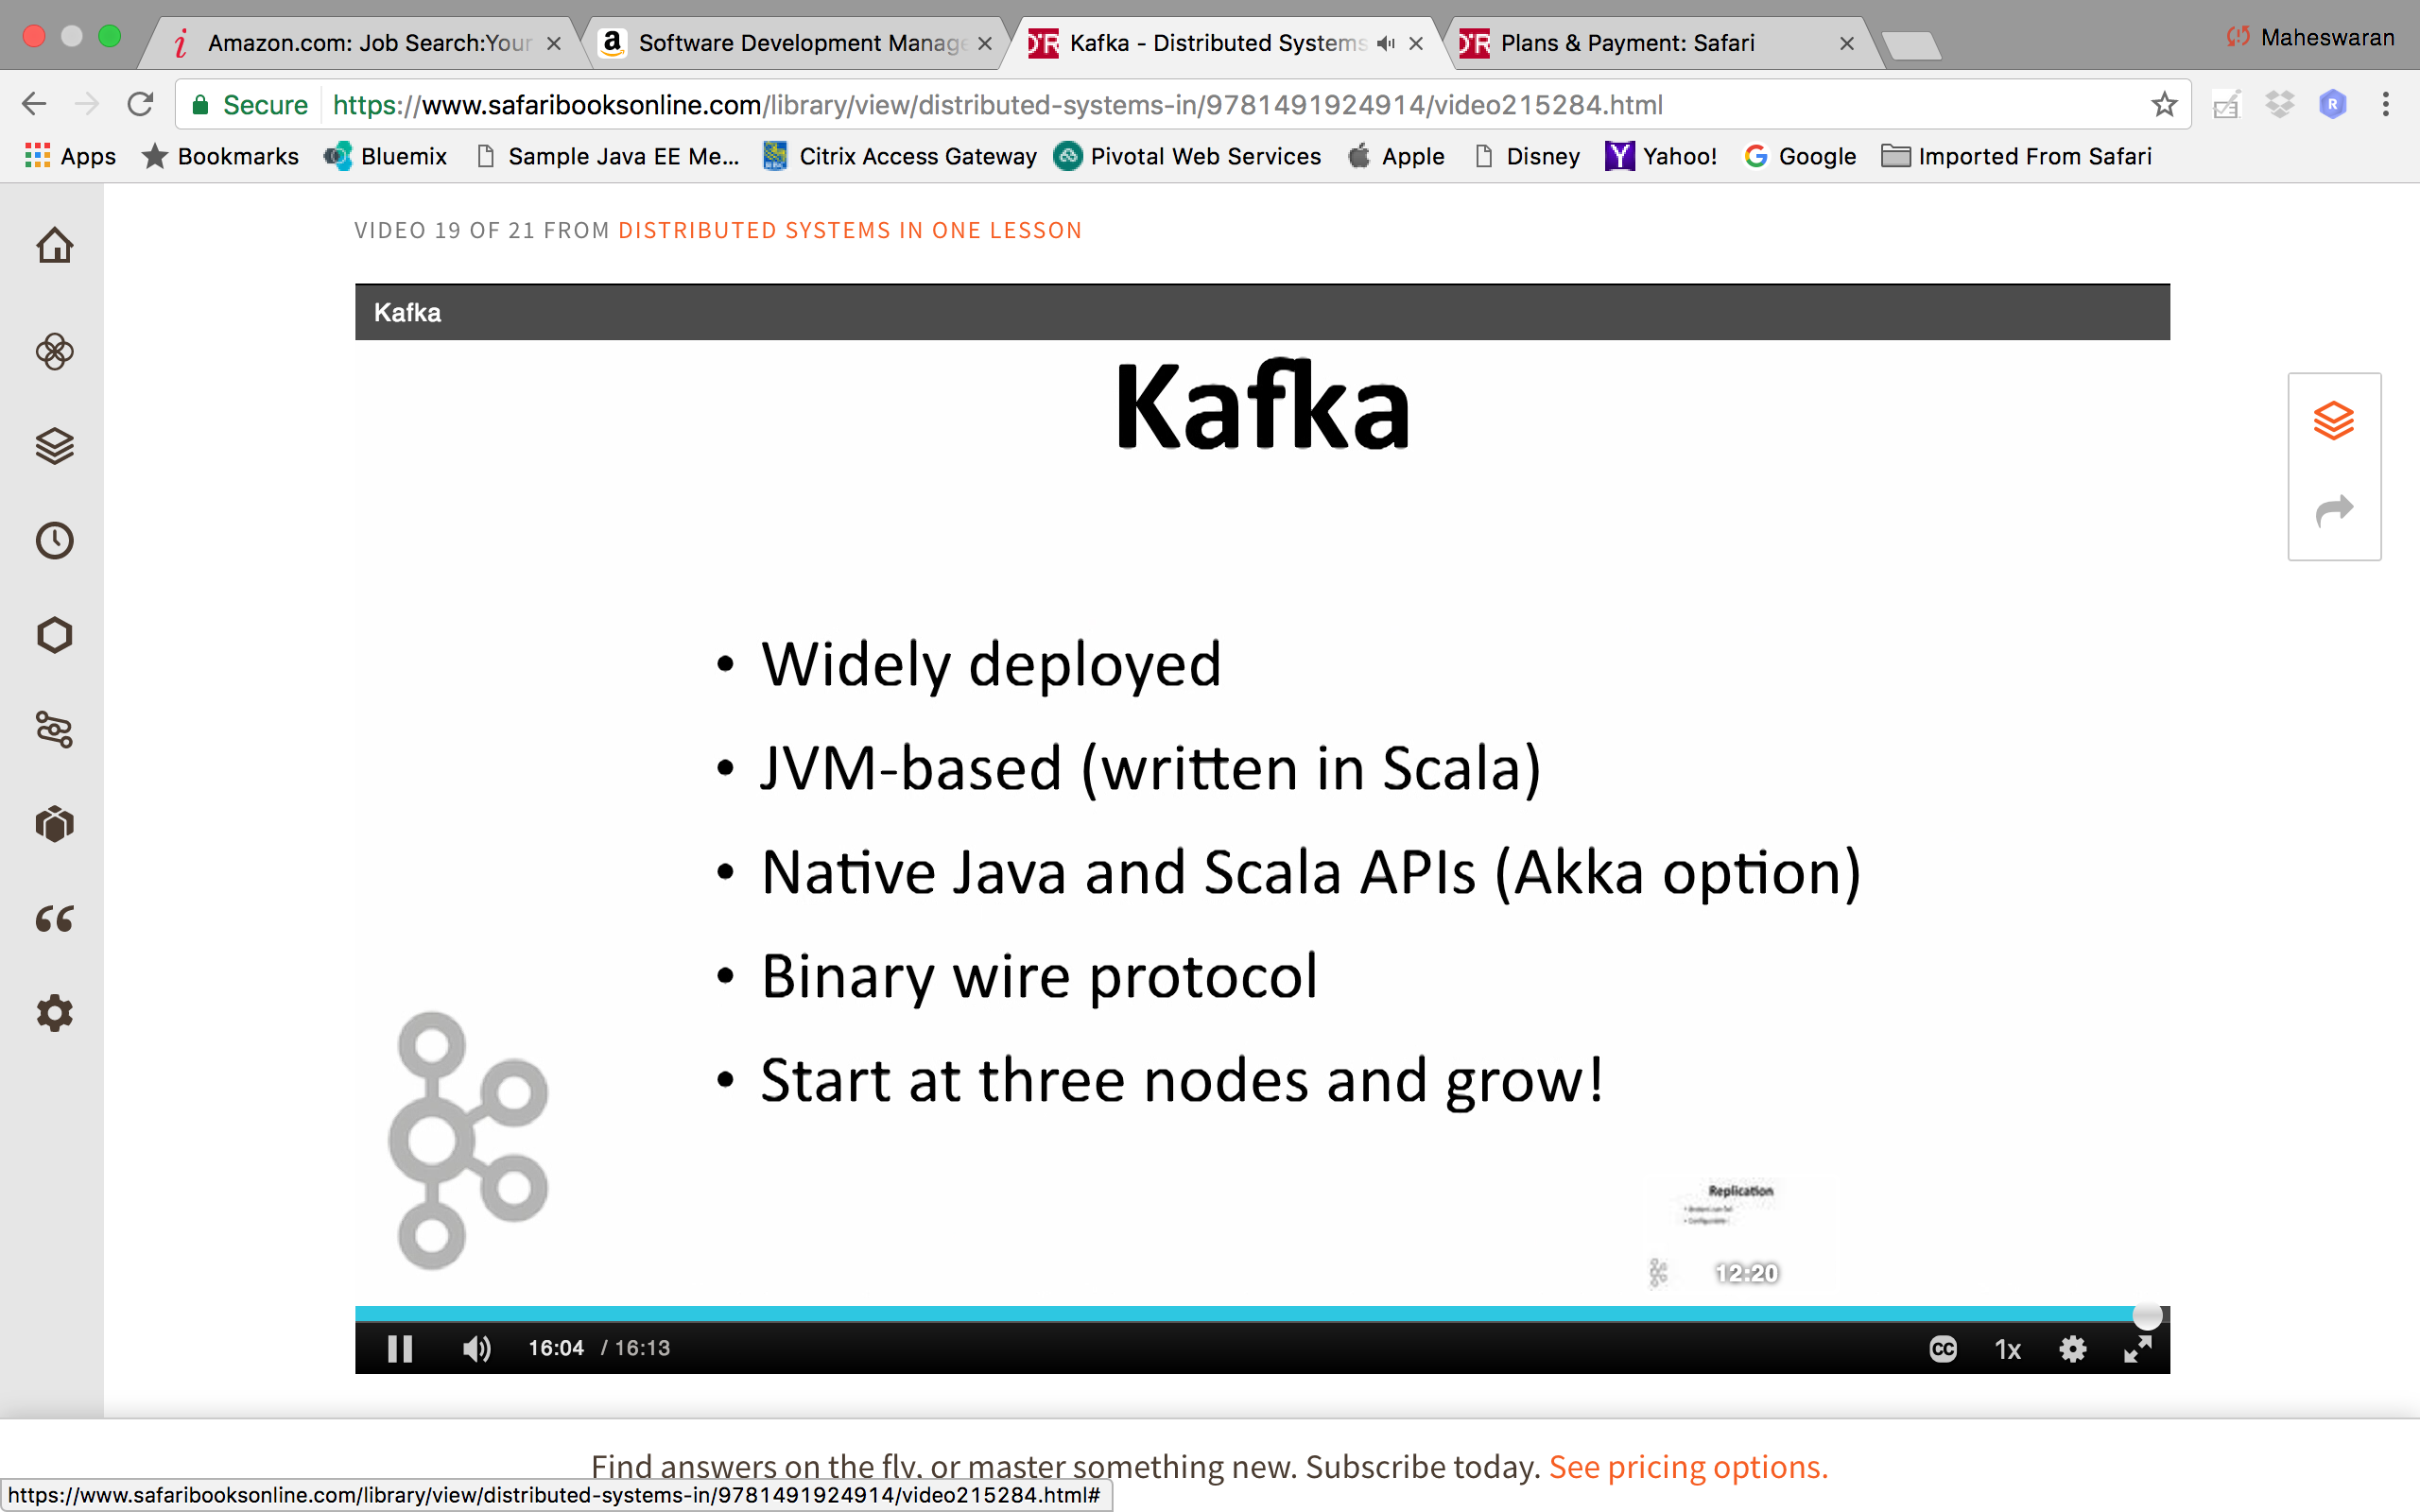 Amazon.com: Job Search:Your
Software Development Manage
Kafka - Distributed Systems
Plans & Payment: Safari
Maheswaran
Secure
https://www.safaribooksonline.com/library/view/distributed-systems-in/9781491924914/video215284.html
Apps
Bookmarks
Bluemix
Sample Java EE Me...
Citrix Access Gateway
Pivotal Web Services
Apple
Disney
Yahoo!
Google
Imported From Safari
VIDEO 19 OF 21 FROM DISTRIBUTED SYSTEMS IN ONE LESSON
Kafka
Kafka
• Widely deployed
• JVM-based (written in Scala)
• Native Java and Scala APIs (Akka option)
• Binary wire protocol
• Start at three nodes and grow!
Replication
12:20
16:04 / 16:13
CC
1x
Find answers on the fly, or master something new. Subscribe today. See pricing options.
https://www.safaribooksonline.com/library/view/distributed-systems-in/9781491924914/video215284.html#